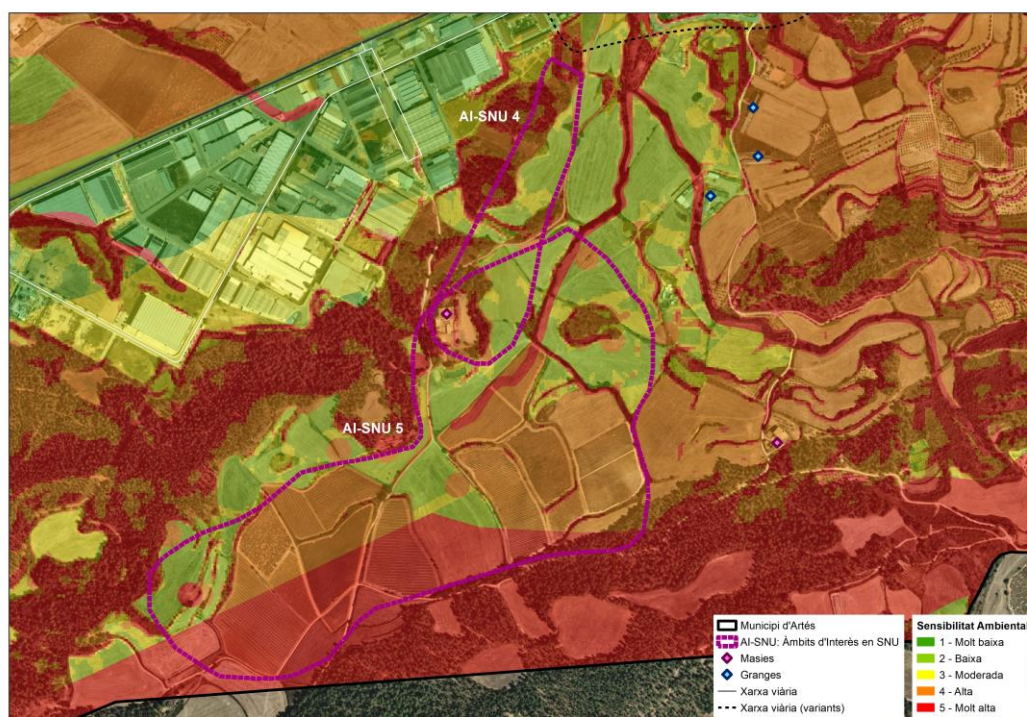 AI-SNU 4
AI-SNU 5
Municipi d'Artés
AI-SNU: Àmbits d'Interès en SNU
Masies
Granges
Xarxa viària
Xarxa viària (variants)
Sensibilitat Ambiental
1 - Molt baixa
2 - Baixa
3 - Moderada
4 - Alta
5 - Molt alta